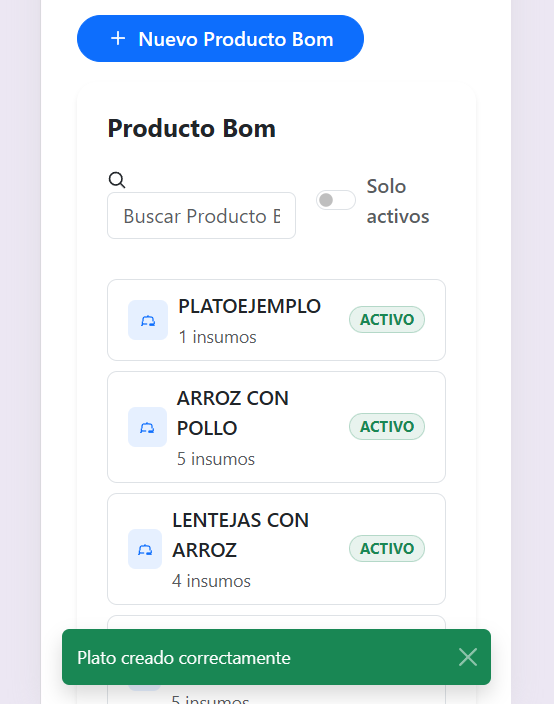 Nuevo Producto Bom
Producto Bom
Buscar Producto B
Solo
activos
PLATOEJEMPLO
1 insumos
ACTIVO
ARROZ CON
POLLO
5 insumos
ACTIVO
LENTEJAS CON
ARROZ
4 insumos
ACTIVO
Plato creado correctamente
5 insumos